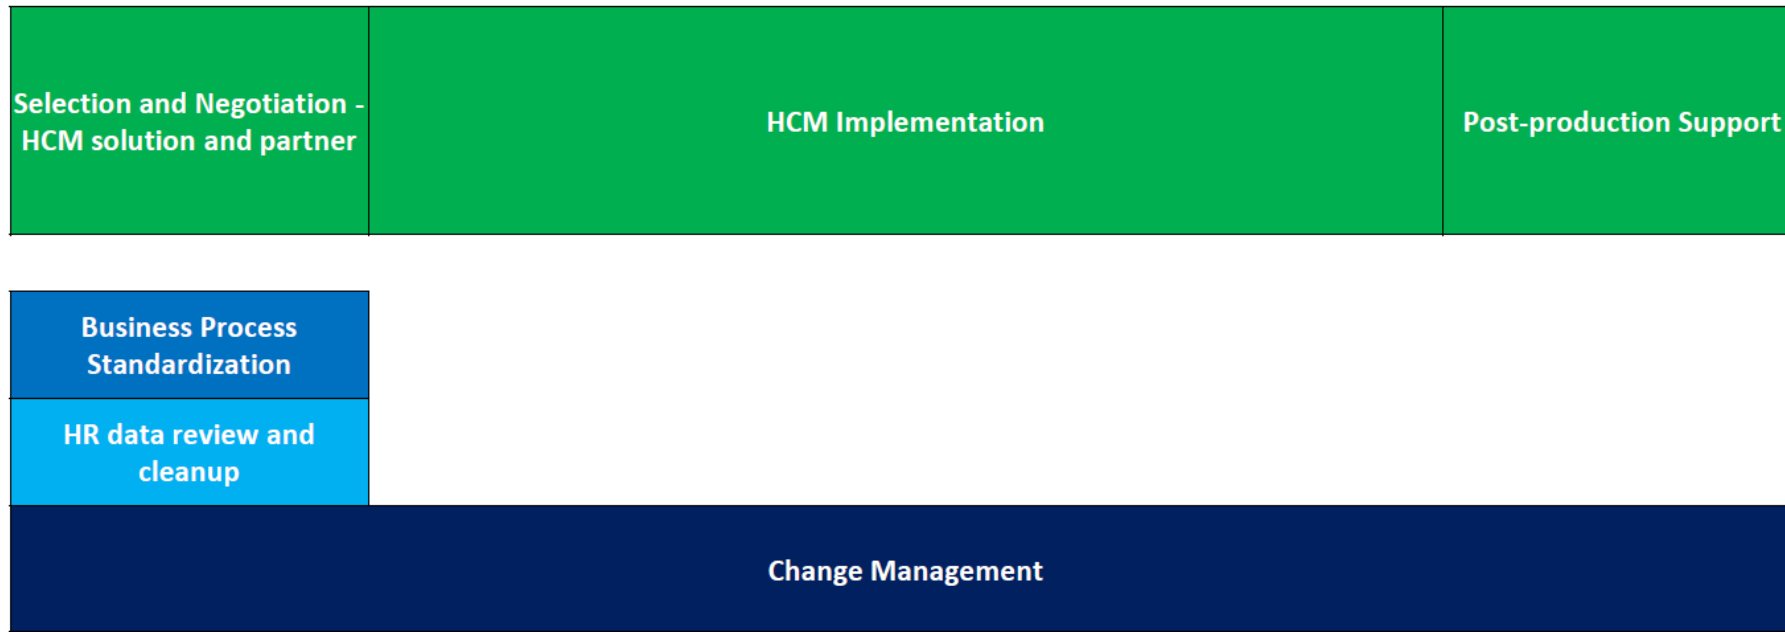 Selection and Negotiation -
HCM solution and partner
HCM Implementation
Post-production Support
Business Process
Standardization
HR data review and
cleanup
Change Management